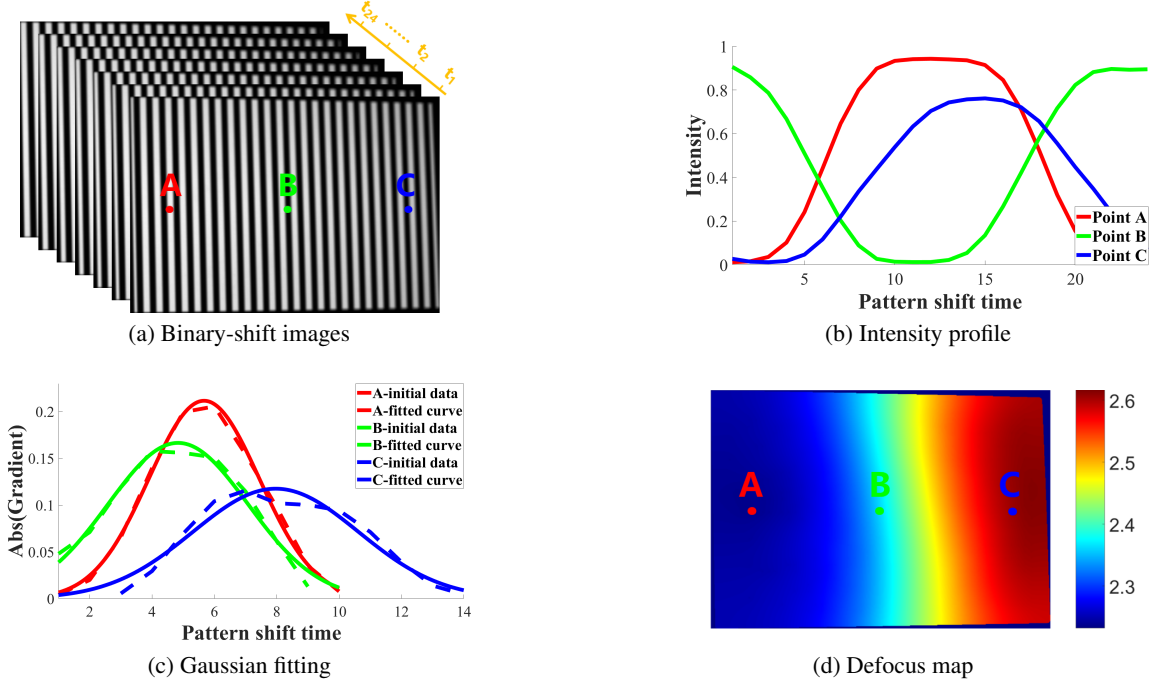 t24 ...... t2 t1
A B C
(a) Binary-shift images
1
0.8
0.6
0.4
0.2
0
Intensity
Point A
Point B
Point C
5 10 15 20
Pattern shift time
(b) Intensity profile
0.2
0.15
0.1
0.05
0
Abs(Gradient)
A-initial data
A-fitted curve
B-initial data
B-fitted curve
C-initial data
C-fitted curve
2 4 6 8 10 12 14
Pattern shift time
(c) Gaussian fitting
A B C
2.6
2.5
2.4
2.3
(d) Defocus map